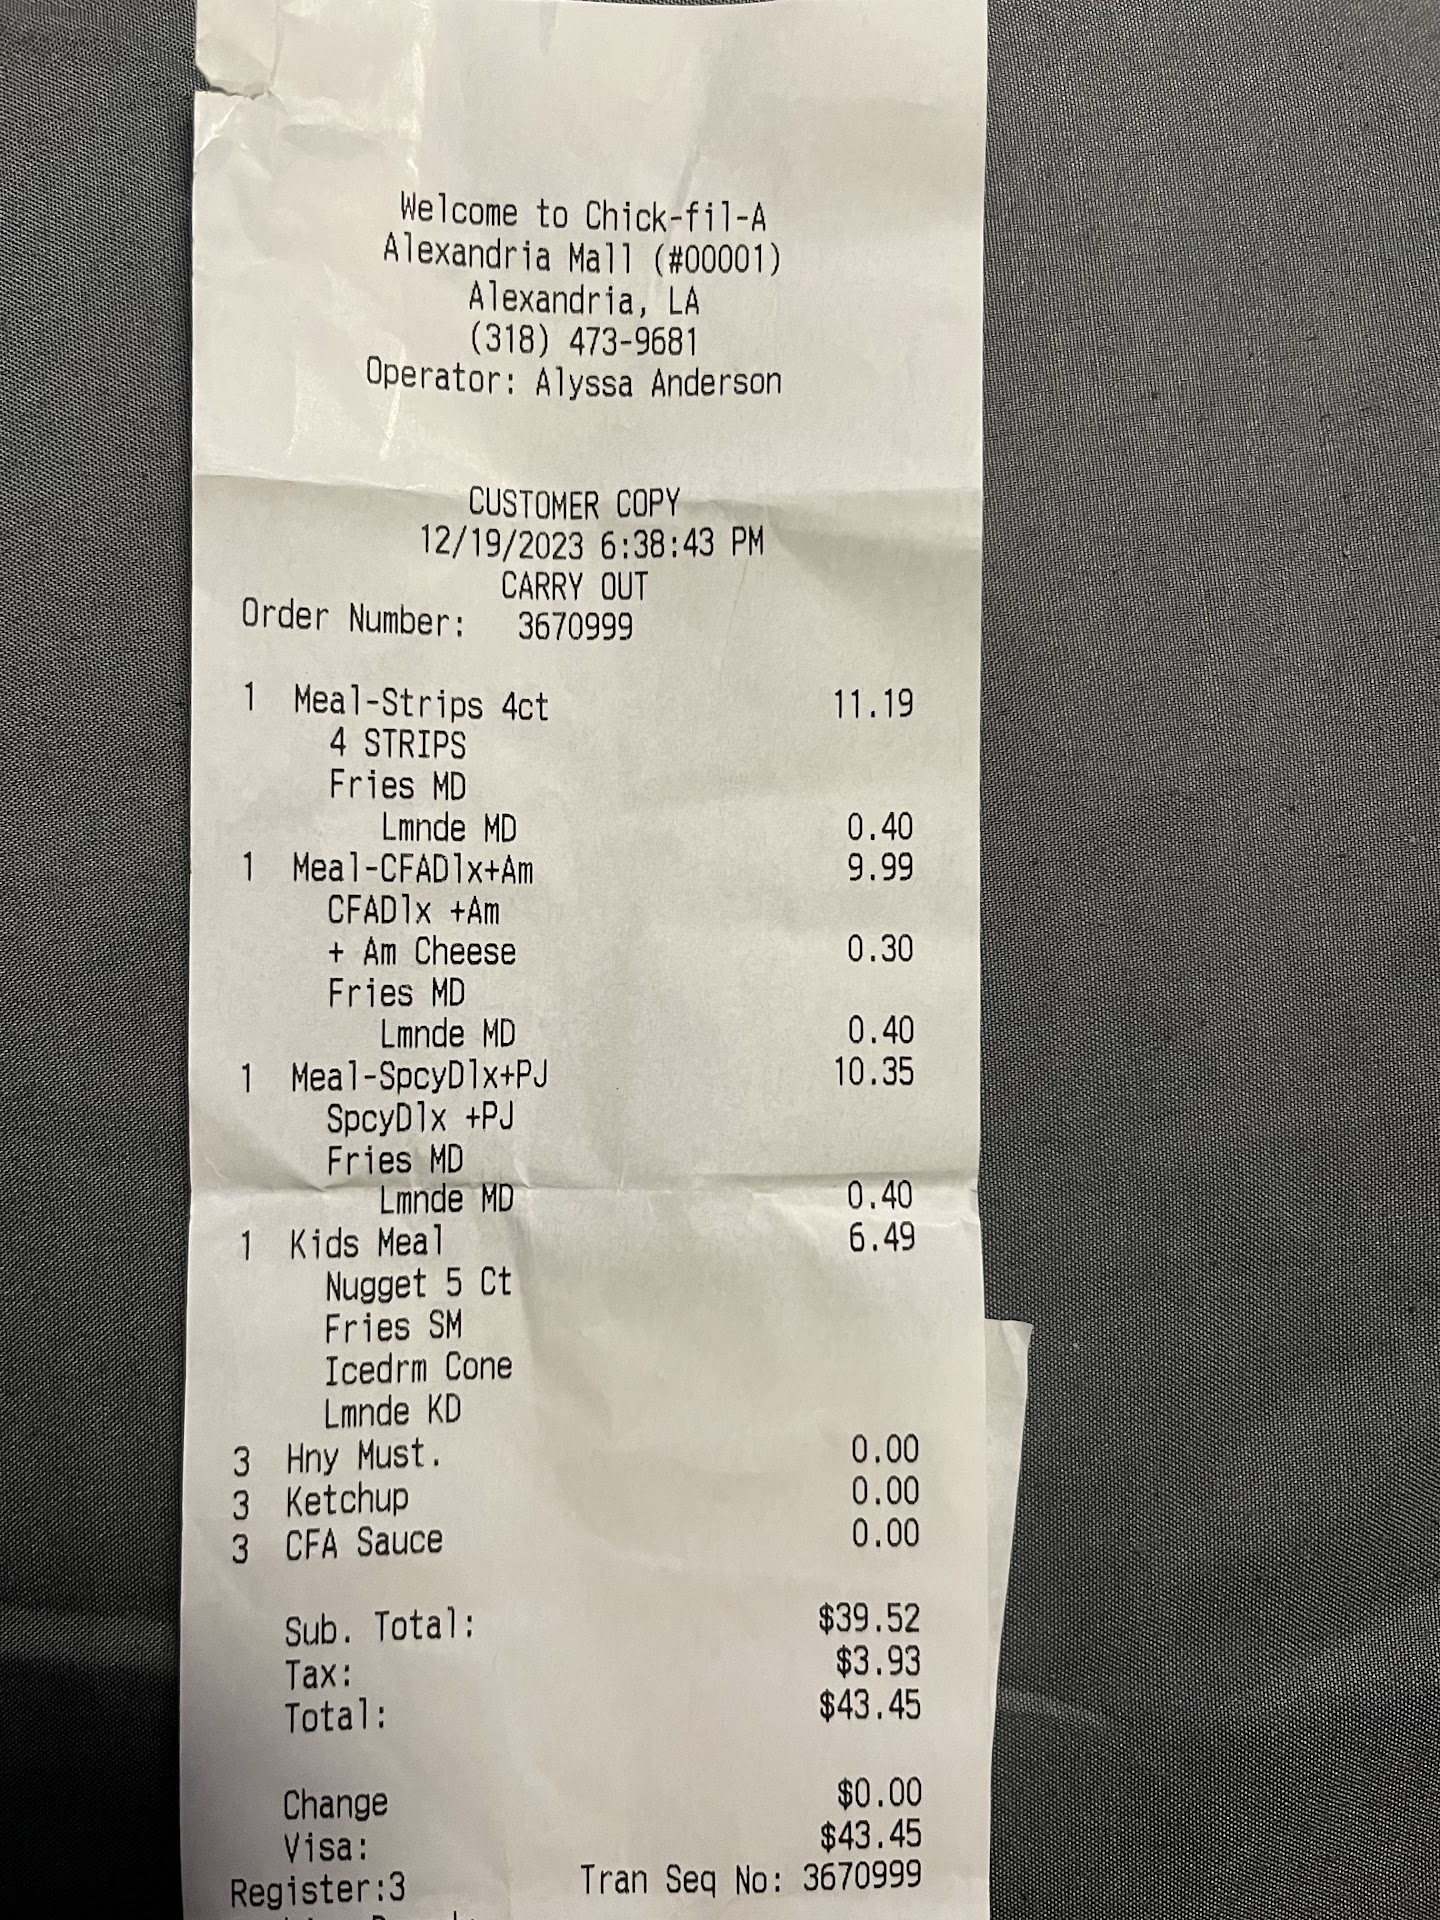 Welcome to Chick-fil-A
Alexandria Mall (#00001)
Alexandria, LA
(318) 473-9681
Operator: Alyssa Anderson
CUSTOMER COPY
12/19/2023 6:38:43 PM
CARRY OUT
Order Number: 3670999
1 Meal-Strips 4ct 11.19
4 STRIPS
Fries MD
Lmnde MD 0.40
1 Meal-CFADlx+Am 9.99
CFADlx +Am
+ Am Cheese 0.30
Fries MD
Lmnde MD 0.40
1 Meal-SpcyDlx+PJ 10.35
SpcyDlx +PJ
Fries MD
Lmnde MD 0.40
1 Kids Meal 6.49
Nugget 5 Ct
Fries SM
Icedrm Cone
Lmnde KD
3 Hny Must. 0.00
3 Ketchup 0.00
3 CFA Sauce 0.00
Sub. Total: $39.52
Tax: $3.93
Total: $43.45
Change $0.00
Visa: $43.45
Register:3 Tran Seq No: 3670999